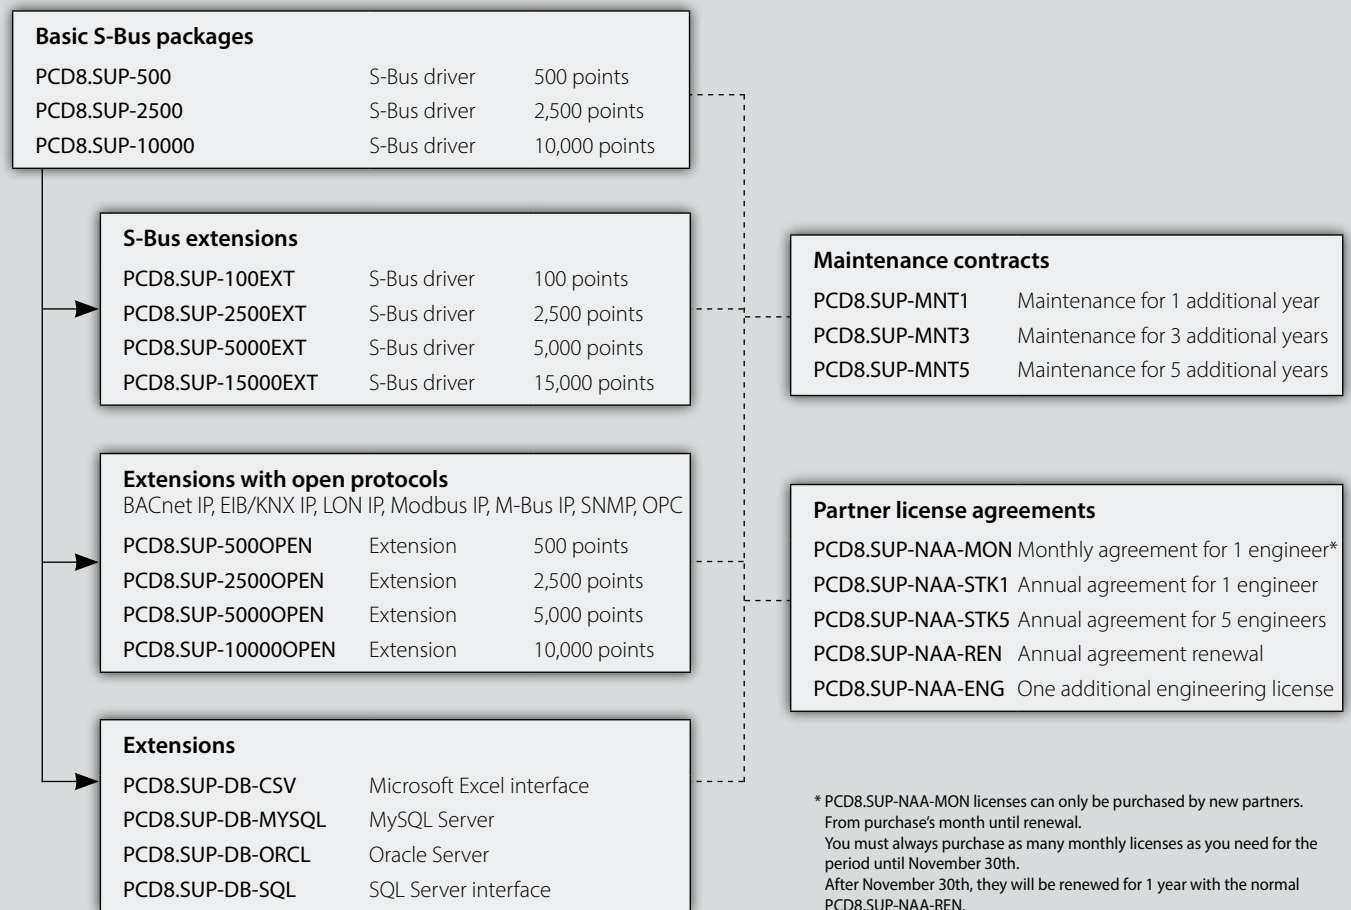 Basic S-Bus packages
PCD8.SUP-500 S-Bus driver 500 points
PCD8.SUP-2500 S-Bus driver 2,500 points
PCD8.SUP-10000 S-Bus driver 10,000 points
S-Bus extensions
PCD8.SUP-100EXT S-Bus driver 100 points
PCD8.SUP-2500EXT S-Bus driver 2,500 points
PCD8.SUP-5000EXT S-Bus driver 5,000 points
PCD8.SUP-15000EXT S-Bus driver 15,000 points
Extensions with open protocols
BACnet IP, EIB/KNX IP, LON IP, Modbus IP, M-Bus IP, SNMP, OPC
PCD8.SUP-500OPEN Extension 500 points
PCD8.SUP-2500OPEN Extension 2,500 points
PCD8.SUP-5000OPEN Extension 5,000 points
PCD8.SUP-10000OPEN Extension 10,000 points
Extensions
PCD8.SUP-DB-CSV Microsoft Excel interface
PCD8.SUP-DB-MYSQL MySQL Server
PCD8.SUP-DB-ORCL Oracle Server
PCD8.SUP-DB-SQL SQL Server interface
Maintenance contracts
PCD8.SUP-MNT1 Maintenance for 1 additional year
PCD8.SUP-MNT3 Maintenance for 3 additional years
PCD8.SUP-MNT5 Maintenance for 5 additional years
Partner license agreements
PCD8.SUP-NAA-MON Monthly agreement for 1 engineer*
PCD8.SUP-NAA-STK1 Annual agreement for 1 engineer
PCD8.SUP-NAA-STK5 Annual agreement for 5 engineers
PCD8.SUP-NAA-REN Annual agreement renewal
PCD8.SUP-NAA-ENG One additional engineering license
* PCD8.SUP-NAA-MON licenses can only be purchased by new partners.
From purchase's month until renewal.
You must always purchase as many monthly licenses as you need for the
period until November 30th.
After November 30th, they will be renewed for 1 year with the normal
PCD8.SUP-NAA-REN.